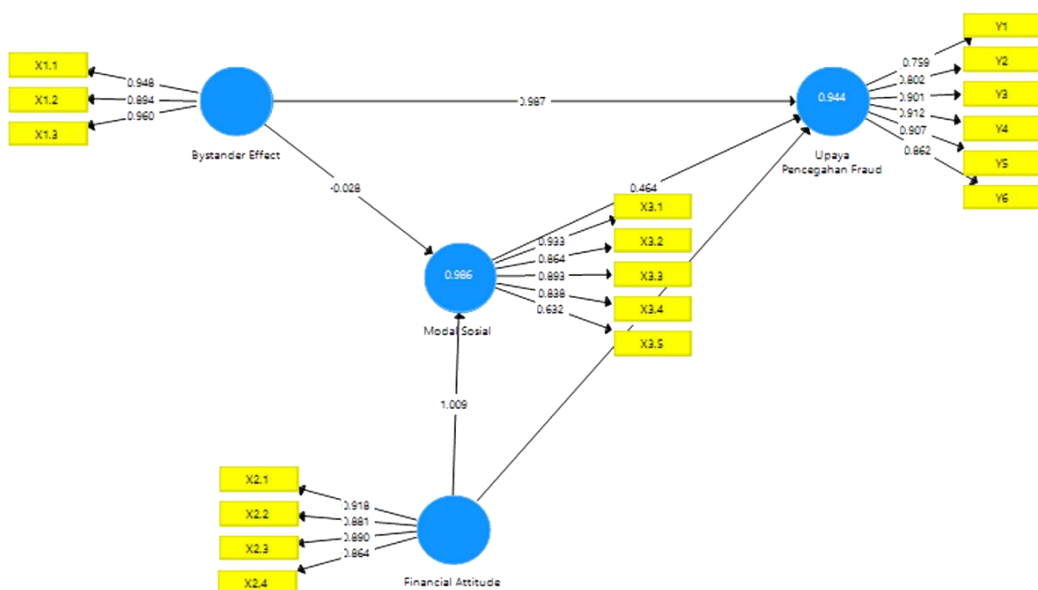 X1.1
X1.2
X1.3
0.948
0.894
0.960
Bystander Effect
0.987
-0.028
0.944
Upaya
Pencegahan Fraud
0.759
0.802
0.901
0.912
0.907
0.862
Y1
Y2
Y3
Y4
Y5
Y6
0.464
0.986
Modal Sosial
0.933
0.864
0.893
0.838
0.632
X3.1
X3.2
X3.3
X3.4
X3.5
1.009
X2.1
X2.2
X2.3
X2.4
0.918
0.881
0.890
0.864
Financial Attitude